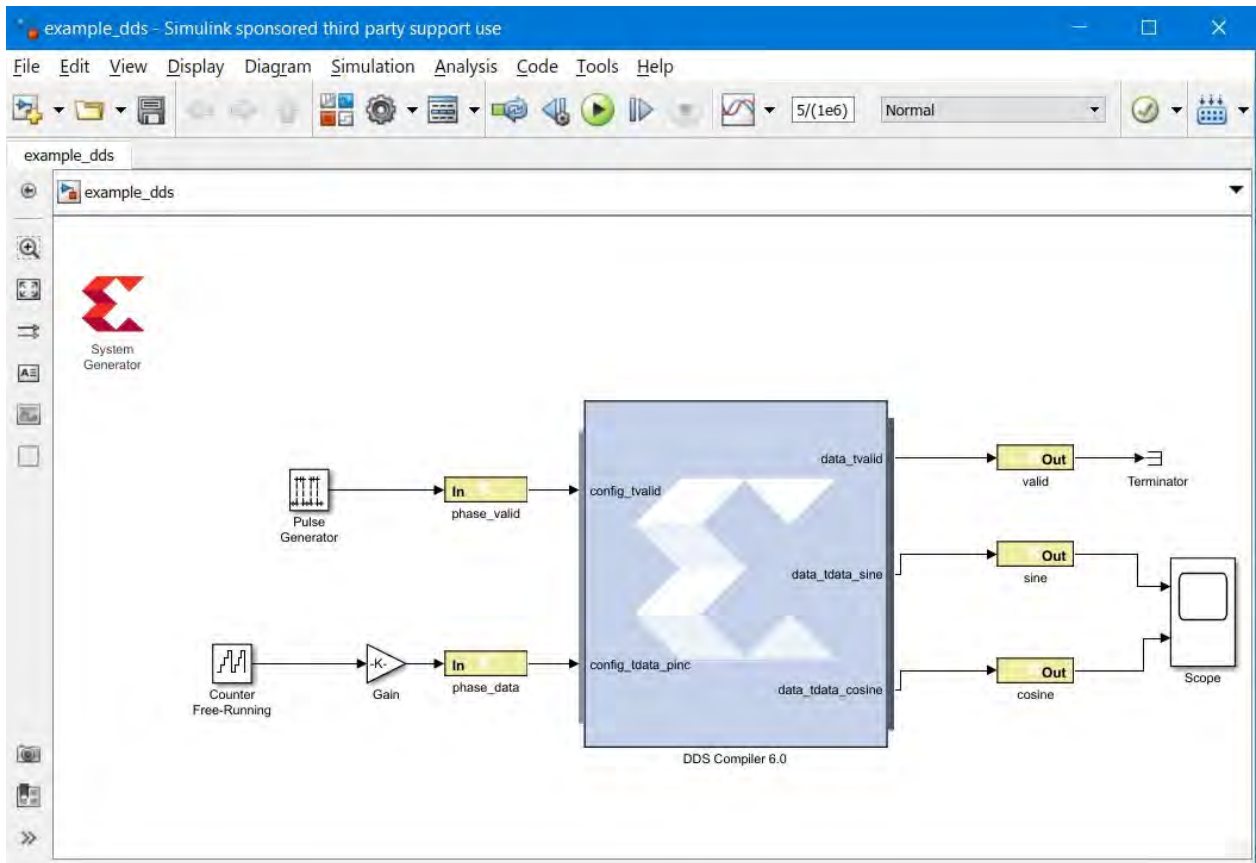 example_dds - Simulink sponsored third party support use
File Edit View Display Diagram Simulation Analysis Code Tools Help
5/(1e6) Normal
example_dds
example_dds
System
Generator
data_tvalid
Out
valid
Terminator
Pulse
Generator
In
phase_valid
config_tvalid
data_tdata_sine
Out
sine
Counter
Free-Running
-K-
Gain
In
phase_data
config_tdata_pinc
data_tdata_cosine
Out
cosine
Scope
DDS Compiler 6.0